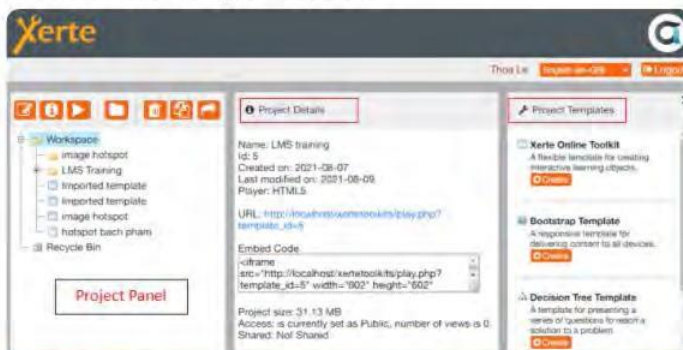 Xerte
Thoa Le
English (en-GB)
Logout
Workspace
image hotspot
LMS Training
Imported template
Imported template
image hotspot
hotspot bach pham
Recycle Bin
Project Panel
Project Details
Name: LMS training
Id: 5
Created on: 2021-08-07
Last modified on: 2021-08-09
Player: HTML5
URL: http://localhost/xertetoolkits/play.php?
template_id=5
Embed Code
<iframe
src="http://localhost/xertetoolkits/play.php?
template_id=5" width="602" height="602"
Project size: 31.13 MB
Access: is currently set as Public, number of views is 0.
Shared: Not Shared
Project Templates
Xerte Online Toolkit
A flexible template for creating
interactive learning objects.
Create
Bootstrap Template
A responsive template for
delivering content to all devices.
Create
Decision Tree Template
A template for presenting a
series of questions to reach a
solution to a problem
Create